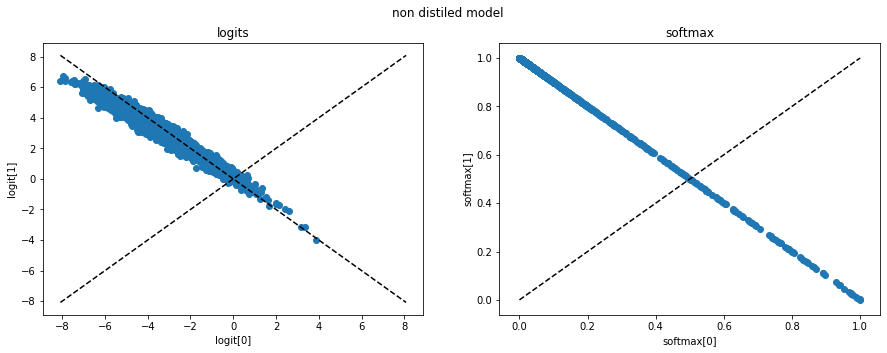 non distiled model
logits
softmax
8
6
4
2
0
−2
−4
−6
−8
logit[1]
−8 −6 −4 −2 0 2 4 6 8
logit[0]
1.0
0.8
0.6
0.4
0.2
0.0
softmax[1]
0.0 0.2 0.4 0.6 0.8 1.0
softmax[0]